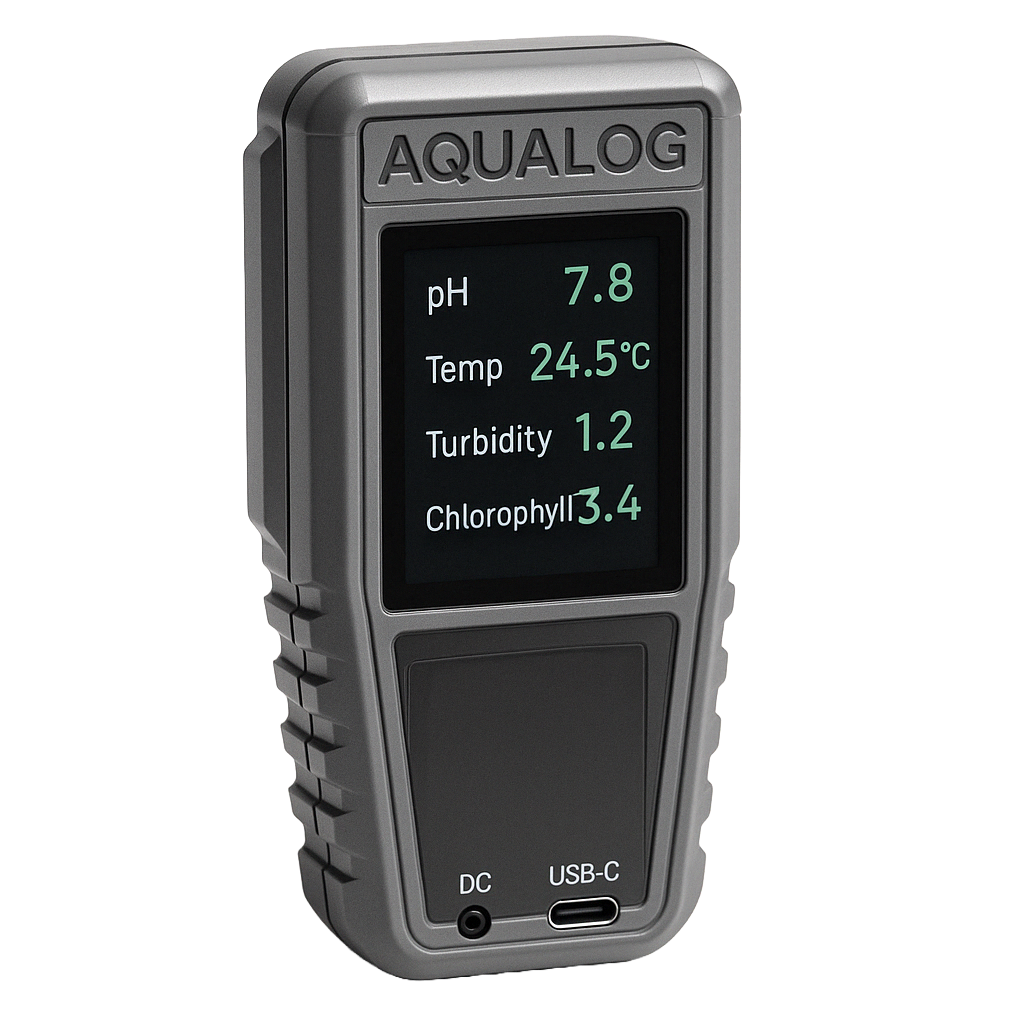 AQUALOG
pH 7.8
Temp 24.5°C
Turbidity 1.2
Chlorophyll 3.4
DC USB-C